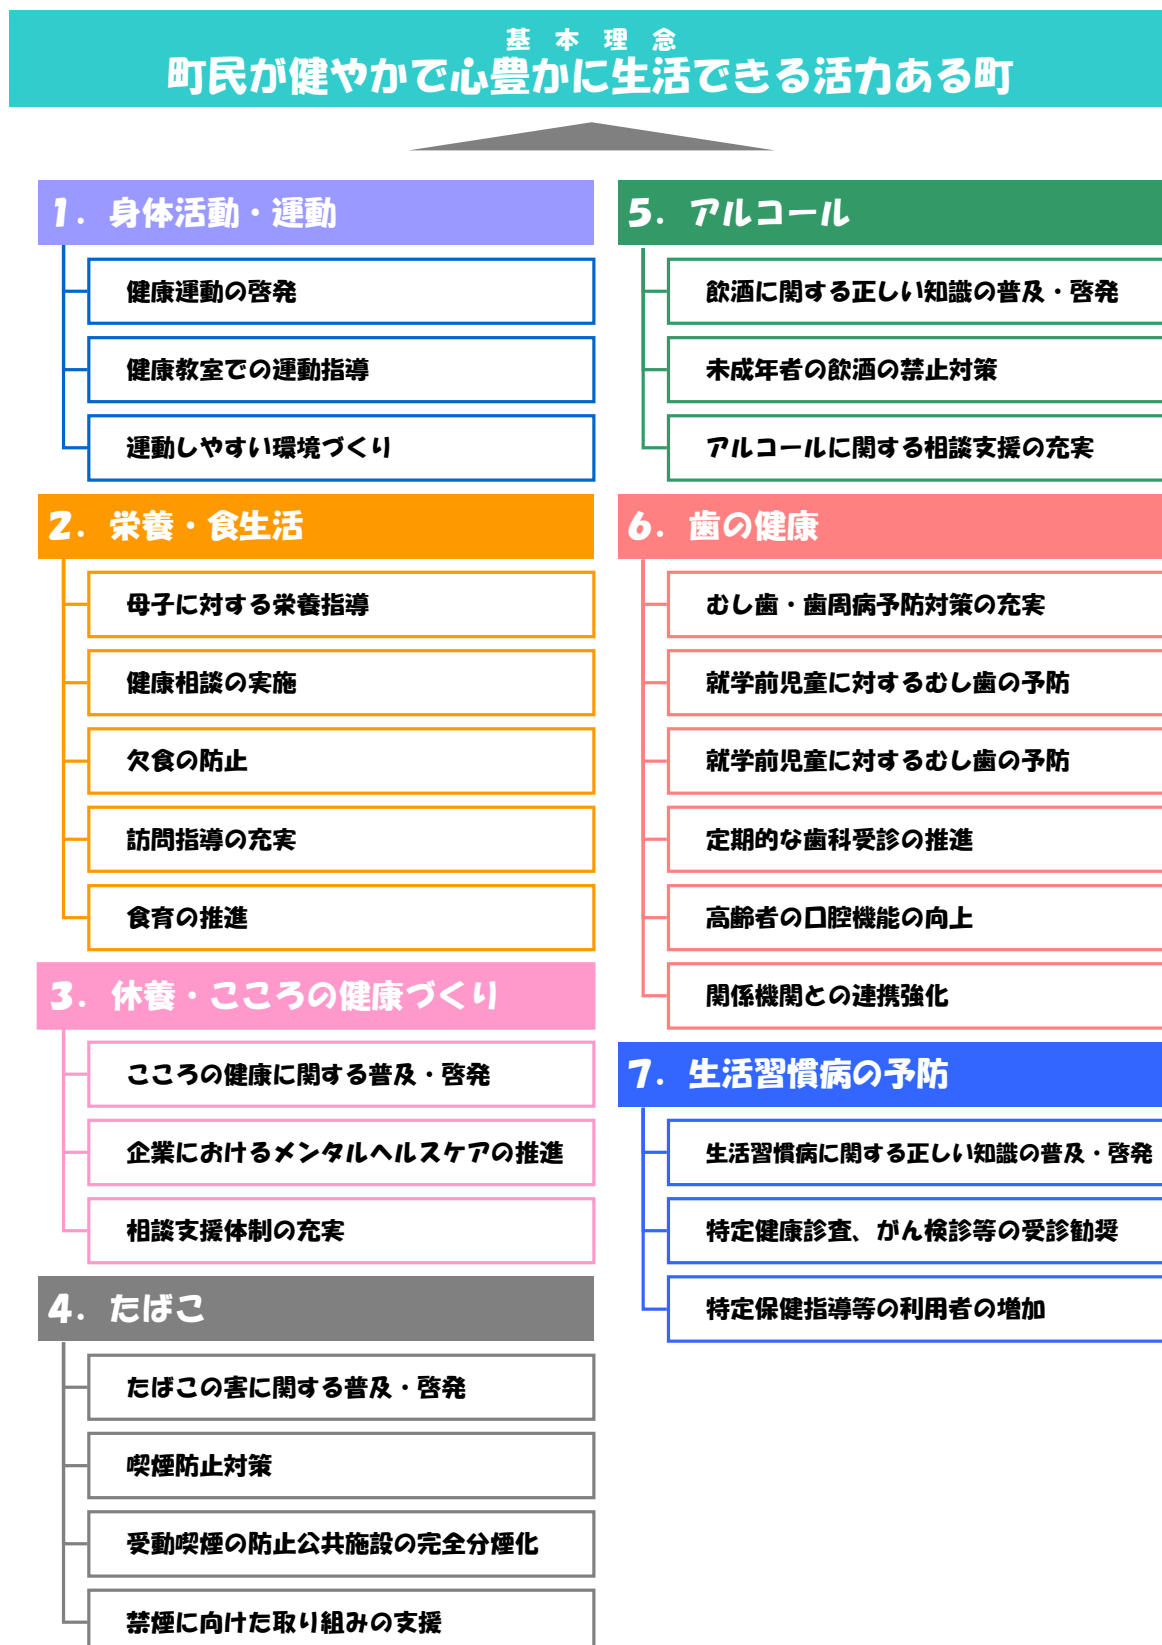 基本理念
町民が健やかで心豊かに生活できる活力ある町
1．身体活動・運動
健康運動の啓発
健康教室での運動指導
運動しやすい環境づくり
2．栄養・食生活
母子に対する栄養指導
健康相談の実施
欠食の防止
訪問指導の充実
食育の推進
3．休養・こころの健康づくり
こころの健康に関する普及・啓発
企業におけるメンタルヘルスケアの推進
相談支援体制の充実
4．たばこ
たばこの害に関する普及・啓発
喫煙防止対策
受動喫煙の防止公共施設の完全分煙化
禁煙に向けた取り組みの支援
5．アルコール
飲酒に関する正しい知識の普及・啓発
未成年者の飲酒の禁止対策
アルコールに関する相談支援の充実
6．歯の健康
むし歯・歯周病予防対策の充実
就学前児童に対するむし歯の予防
就学前児童に対するむし歯の予防
定期的な歯科受診の推進
高齢者の口腔機能の向上
関係機関との連携強化
7．生活習慣病の予防
生活習慣病に関する正しい知識の普及・啓発
特定健康診査、がん検診等の受診勧奨
特定保健指導等の利用者の増加